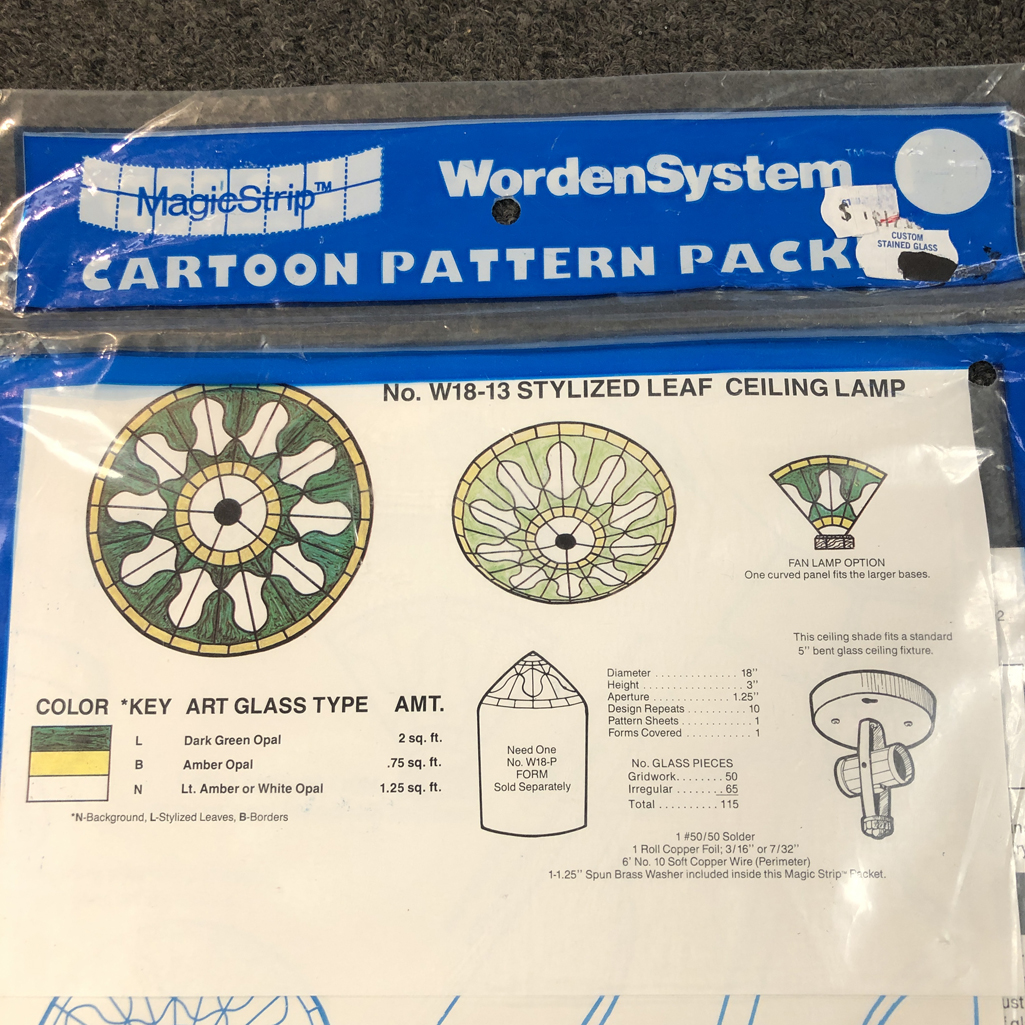 MagicStrip™
WordenSystem
$
CUSTOM
STAINED GLASS
CARTOON PATTERN
No. W18-13 STYLIZED LEAF CEILING LAMP
FAN LAMP OPTION
One curved panel fits the larger bases.
This ceiling shade fits a standard
5" bent glass ceiling fixture.
COLOR *KEY ART GLASS TYPE AMT.
L Dark Green Opal 2 sq. ft.
B Amber Opal .75 sq. ft.
N Lt. Amber or White Opal 1.25 sq. ft.
*N-Background, L-Stylized Leaves, B-Borders
Need One
No. W18-P
FORM
Sold Separately
Diameter .............. 18"
Height ................. 3"
Aperture ............ 1.25"
Design Repeats ........ 10
Pattern Sheets ........... 1
Forms Covered .......... 1
No. GLASS PIECES
Gridwork....... 50
Irregular ........ 65
Total .......... 115
1 #50/50 Solder
1 Roll Copper Foil; 3/16" or 7/32"
6' No. 10 Soft Copper Wire (Perimeter)
1-1.25" Spun Brass Washer included inside this Magic Strip™ Packet.
2